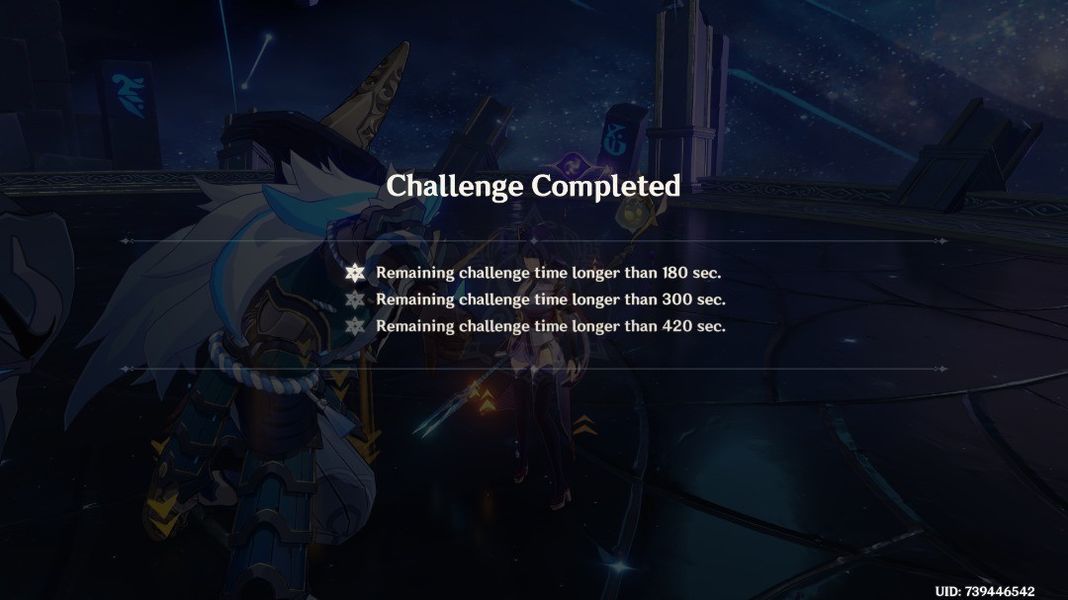 Challenge Completed
Remaining challenge time longer than 180 sec.
Remaining challenge time longer than 300 sec.
Remaining challenge time longer than 420 sec.
UID: 739446542